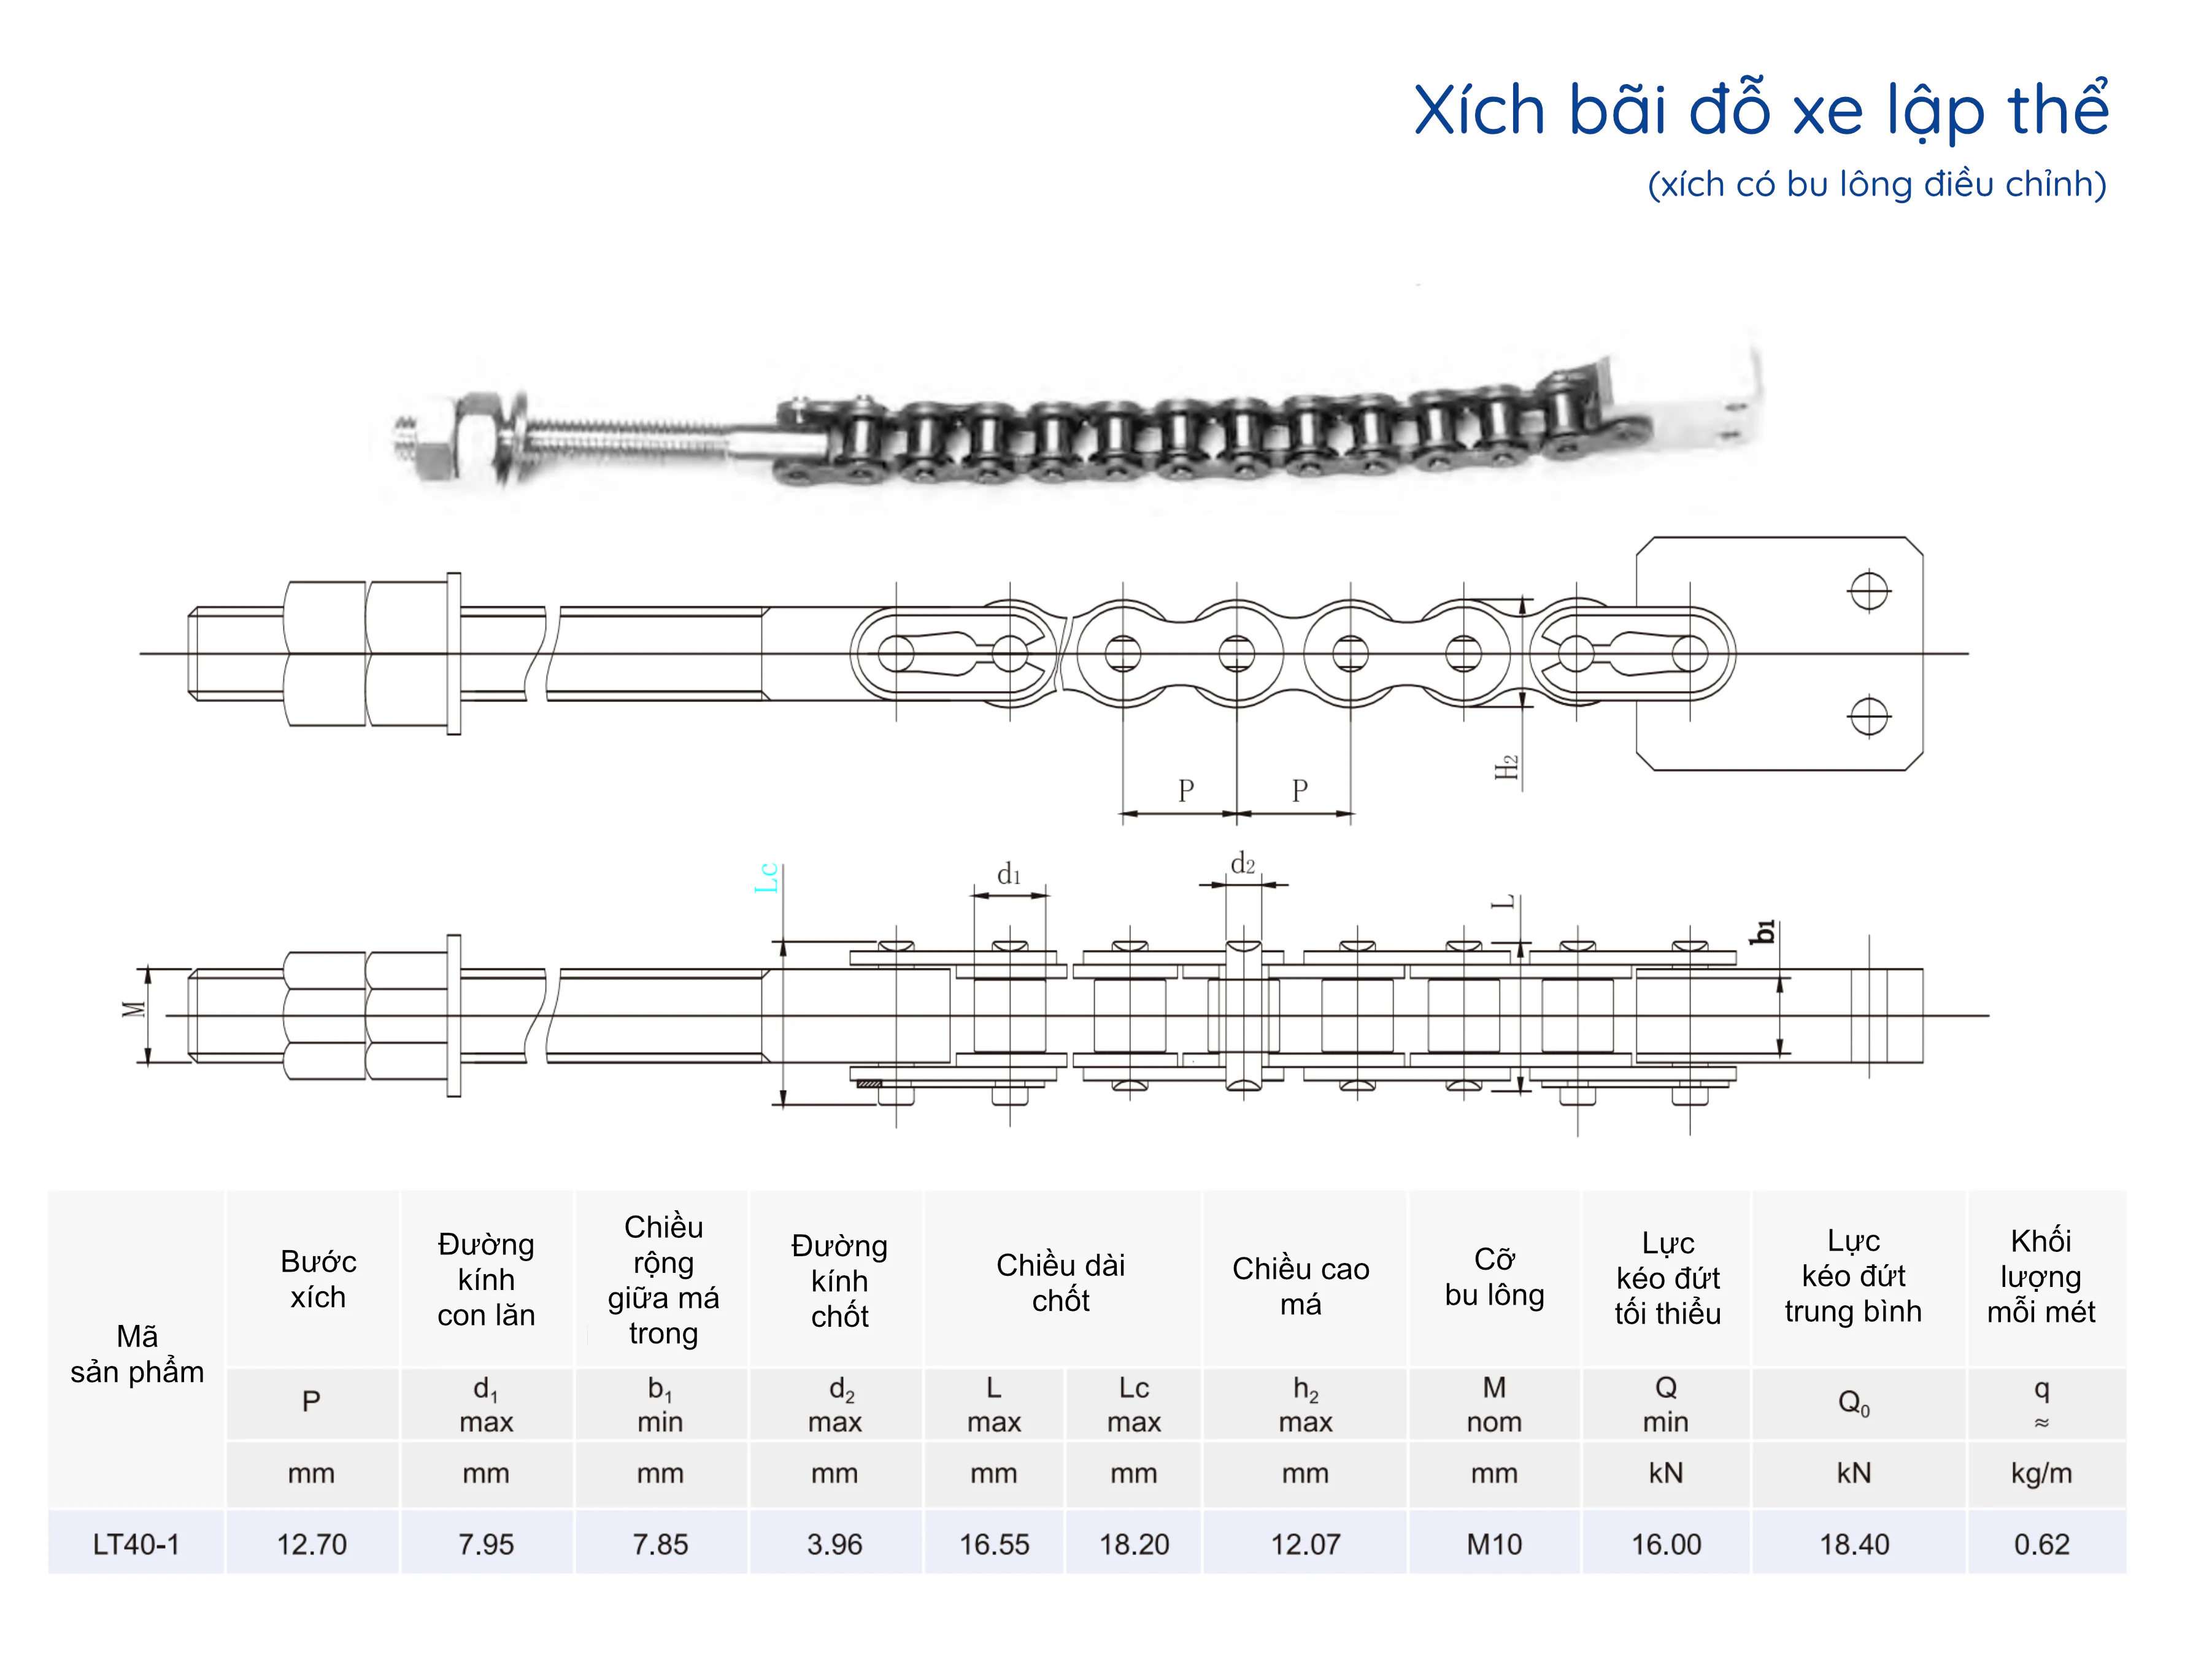 Xích bãi đỗ xe lập thể
(xích có bu lông điều chỉnh)
H2
P P
Lc d1 d2 L b1
M
Mã
sản phẩm
Bước
xích
Đường
kính
con lăn
Chiều
rộng
giữa má
trong
Đường
kính
chốt
Chiều dài
chốt
Chiều cao
má
Cỡ
bu lông
Lực
kéo đứt
tối thiểu
Lực
kéo đứt
trung bình
Khối
lượng
mỗi mét
P
d1
max
b1
min
d2
max
L
max
Lc
max
h2
max
M
nom
Q
min
Q0
q
≈
mm mm mm mm mm mm mm mm kN kN kg/m
LT40-1 12.70 7.95 7.85 3.96 16.55 18.20 12.07 M10 16.00 18.40 0.62